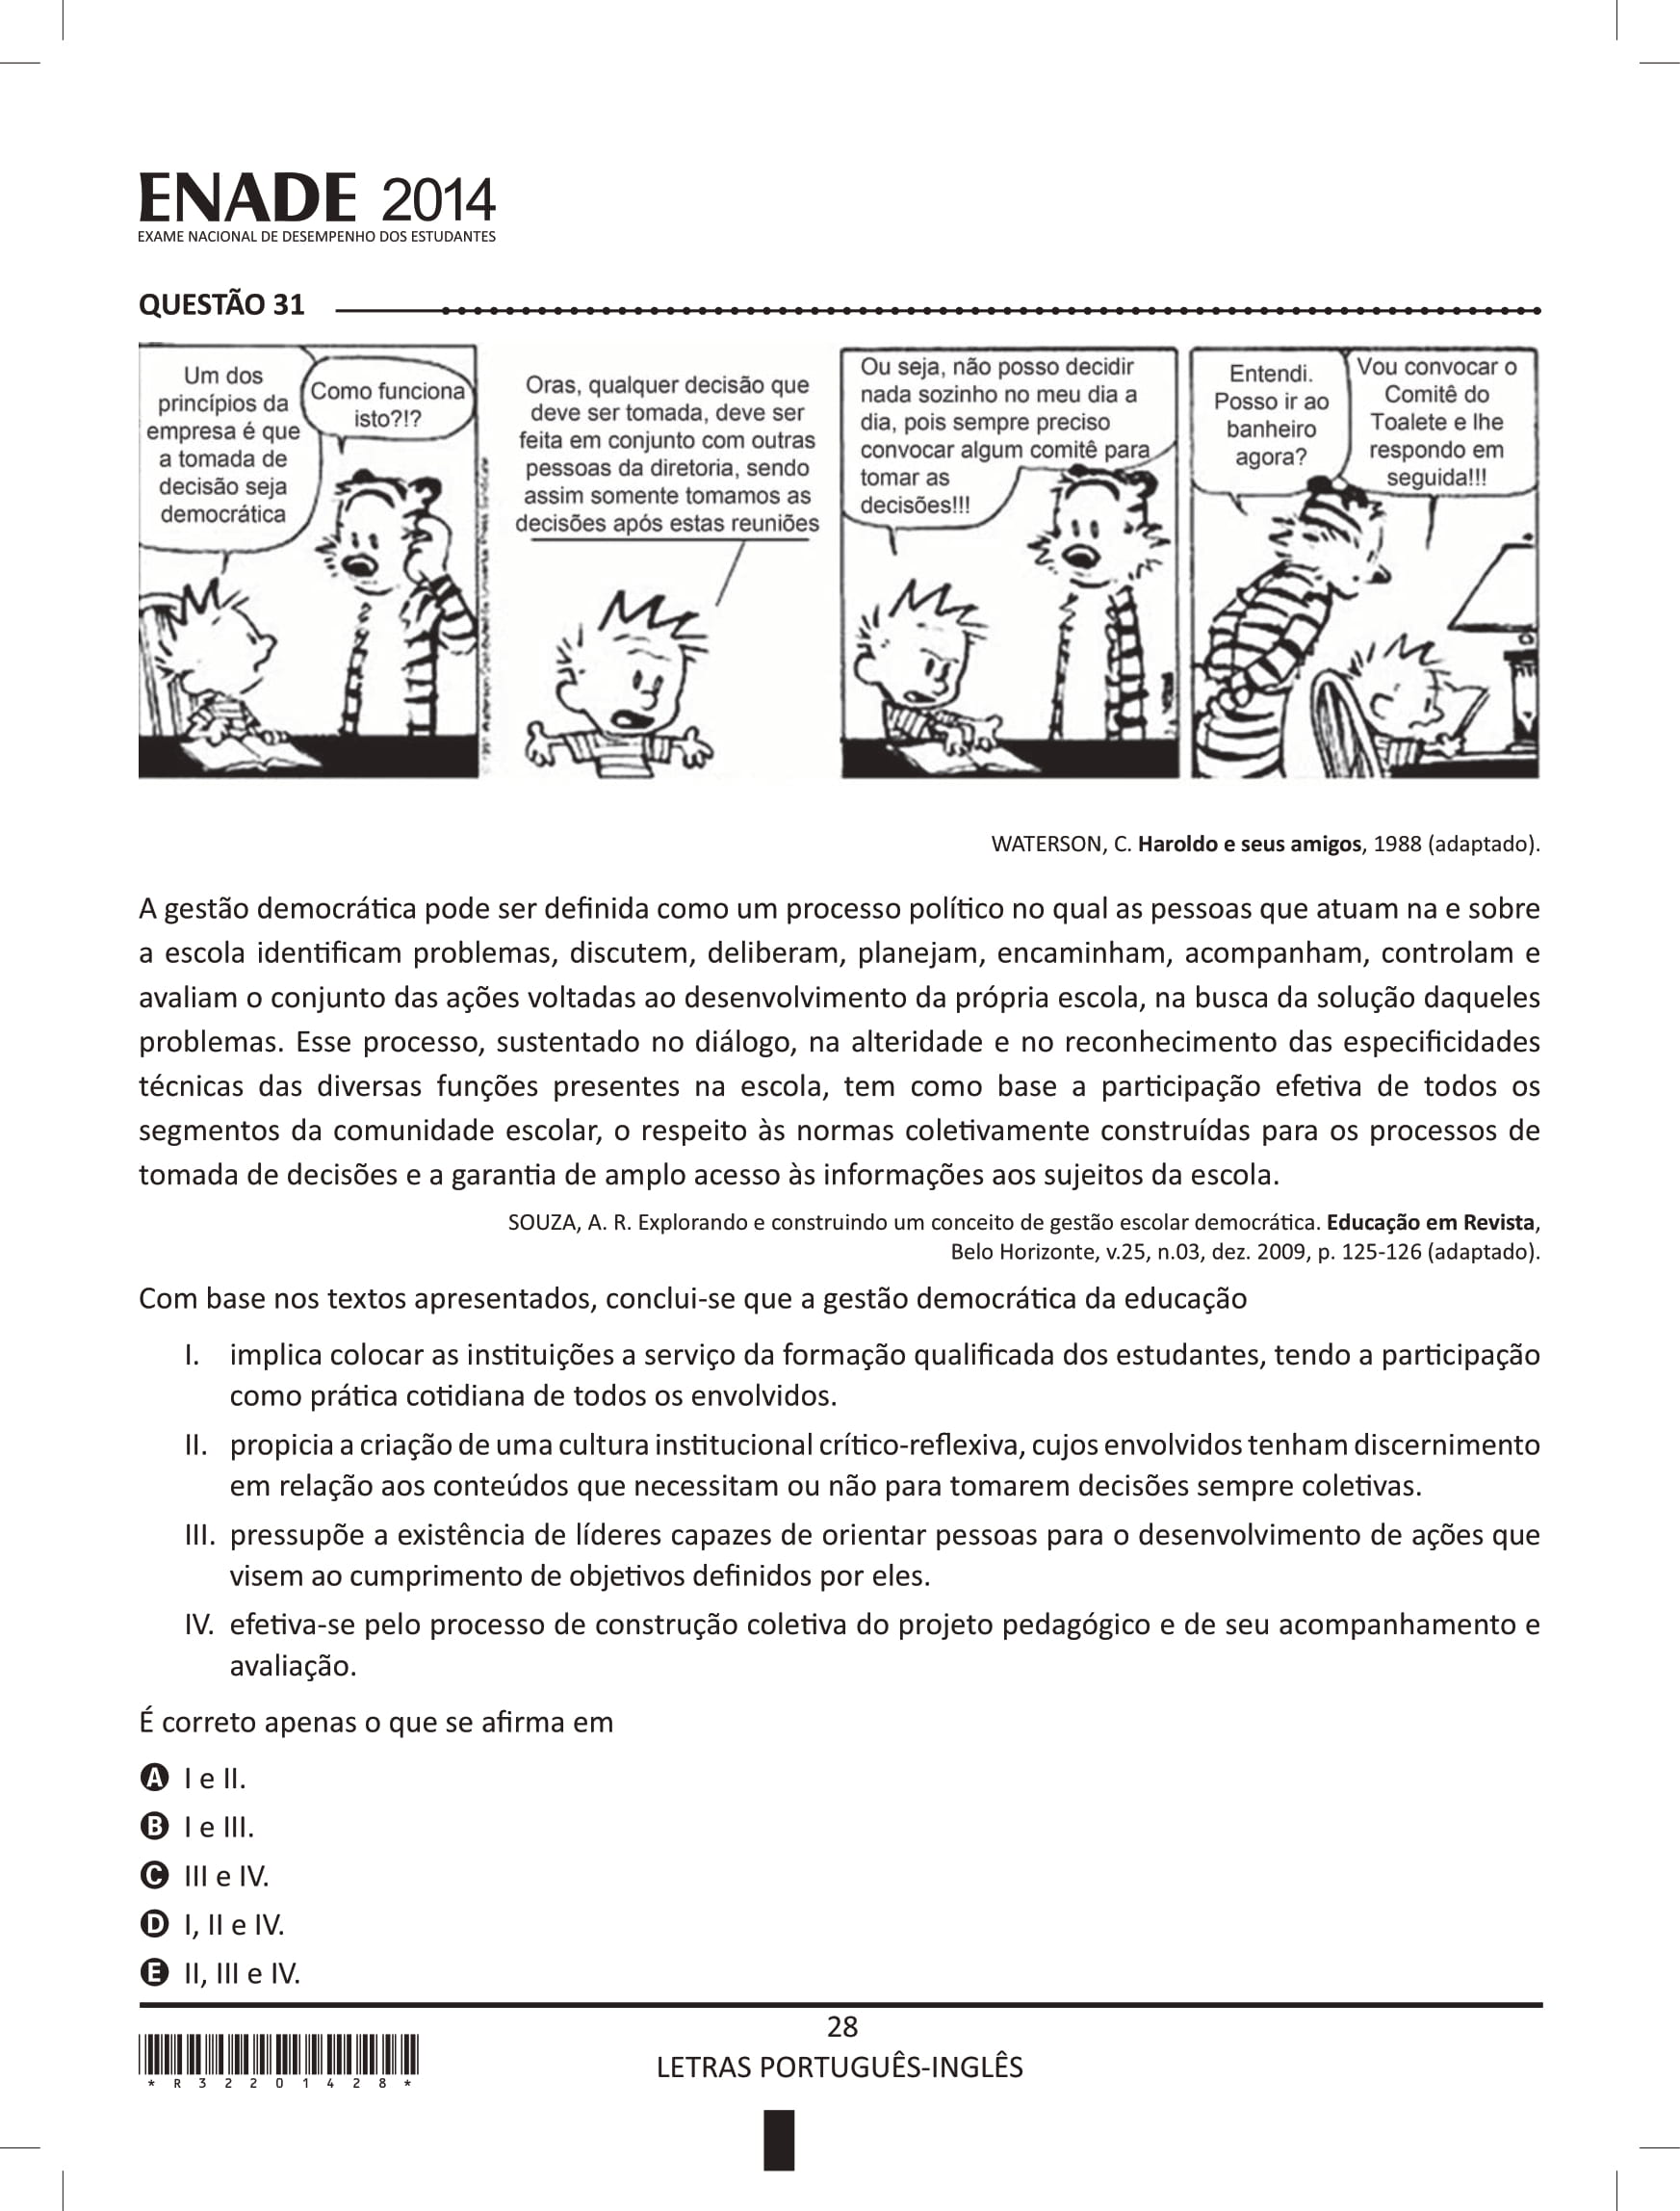 ENADE 2014
EXAME NACIONAL DE DESEMPENHO DOS ESTUDANTES
QUESTÃO 31
Um dos
princípios da
empresa é que
a tomada de
decisão seja
democrática
Como funciona
isto?!?
Oras, qualquer decisão que
deve ser tomada, deve ser
feita em conjunto com outras
pessoas da diretoria, sendo
assim somente tomamos as
decisões após estas reuniões
Ou seja, não posso decidir
nada sozinho no meu dia a
dia, pois sempre preciso
convocar algum comitê para
tomar as
decisões!!!
Entendi.
Posso ir ao
banheiro
agora?
Vou convocar o
Comitê do
Toalete e lhe
respondo em
seguida!!!
WATERSON, C. Haroldo e seus amigos, 1988 (adaptado).
A gestão democrática pode ser definida como um processo político no qual as pessoas que atuam na e sobre
a escola identificam problemas, discutem, deliberam, planejam, encaminham, acompanham, controlam e
avaliam o conjunto das ações voltadas ao desenvolvimento da própria escola, na busca da solução daqueles
problemas. Esse processo, sustentado no diálogo, na alteridade e no reconhecimento das especificidades
técnicas das diversas funções presentes na escola, tem como base a participação efetiva de todos os
segmentos da comunidade escolar, o respeito às normas coletivamente construídas para os processos de
tomada de decisões e a garantia de amplo acesso às informações aos sujeitos da escola.
SOUZA, A. R. Explorando e construindo um conceito de gestão escolar democrática. Educação em Revista,
Belo Horizonte, v.25, n.03, dez. 2009, p. 125-126 (adaptado).
Com base nos textos apresentados, conclui-se que a gestão democrática da educação
I. implica colocar as instituições a serviço da formação qualificada dos estudantes, tendo a participação
como prática cotidiana de todos os envolvidos.
II. propicia a criação de uma cultura institucional crítico-reflexiva, cujos envolvidos tenham discernimento
em relação aos conteúdos que necessitam ou não para tomarem decisões sempre coletivas.
III. pressupõe a existência de líderes capazes de orientar pessoas para o desenvolvimento de ações que
visem ao cumprimento de objetivos definidos por eles.
IV. efetiva-se pelo processo de construção coletiva do projeto pedagógico e de seu acompanhamento e
avaliação.
É correto apenas o que se afirma em
A I e II.
B I e III.
C III e IV.
D I, II e IV.
E II, III e IV.
28
LETRAS PORTUGUÊS-INGLÊS
* R 3 2 2 0 1 4 2 8 *